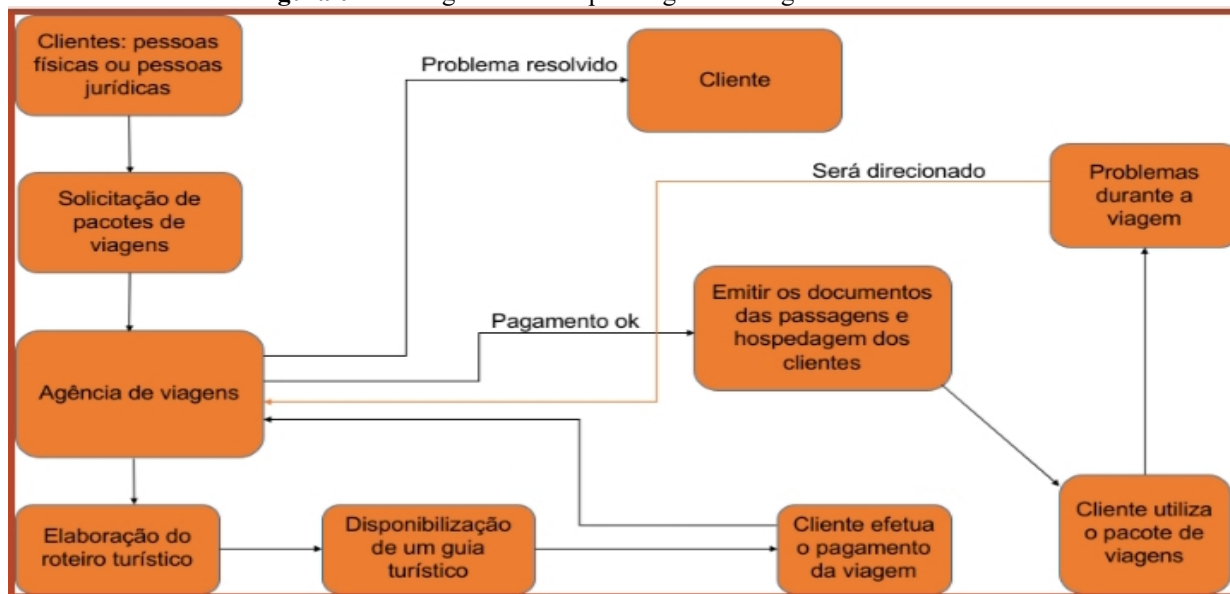 Clientes: pessoas
físicas ou pessoas
jurídicas
Problema resolvido
Cliente
Solicitação de
pacotes de
viagens
Será direcionado
Problemas
durante a
viagem
Pagamento ok
Emitir os documentos
das passagens e
hospedagem dos
clientes
Agência de viagens
Elaboração do
roteiro turístico
Disponibilização
de um guia
turístico
Cliente efetua
o pagamento
da viagem
Cliente utiliza
o pacote de
viagens